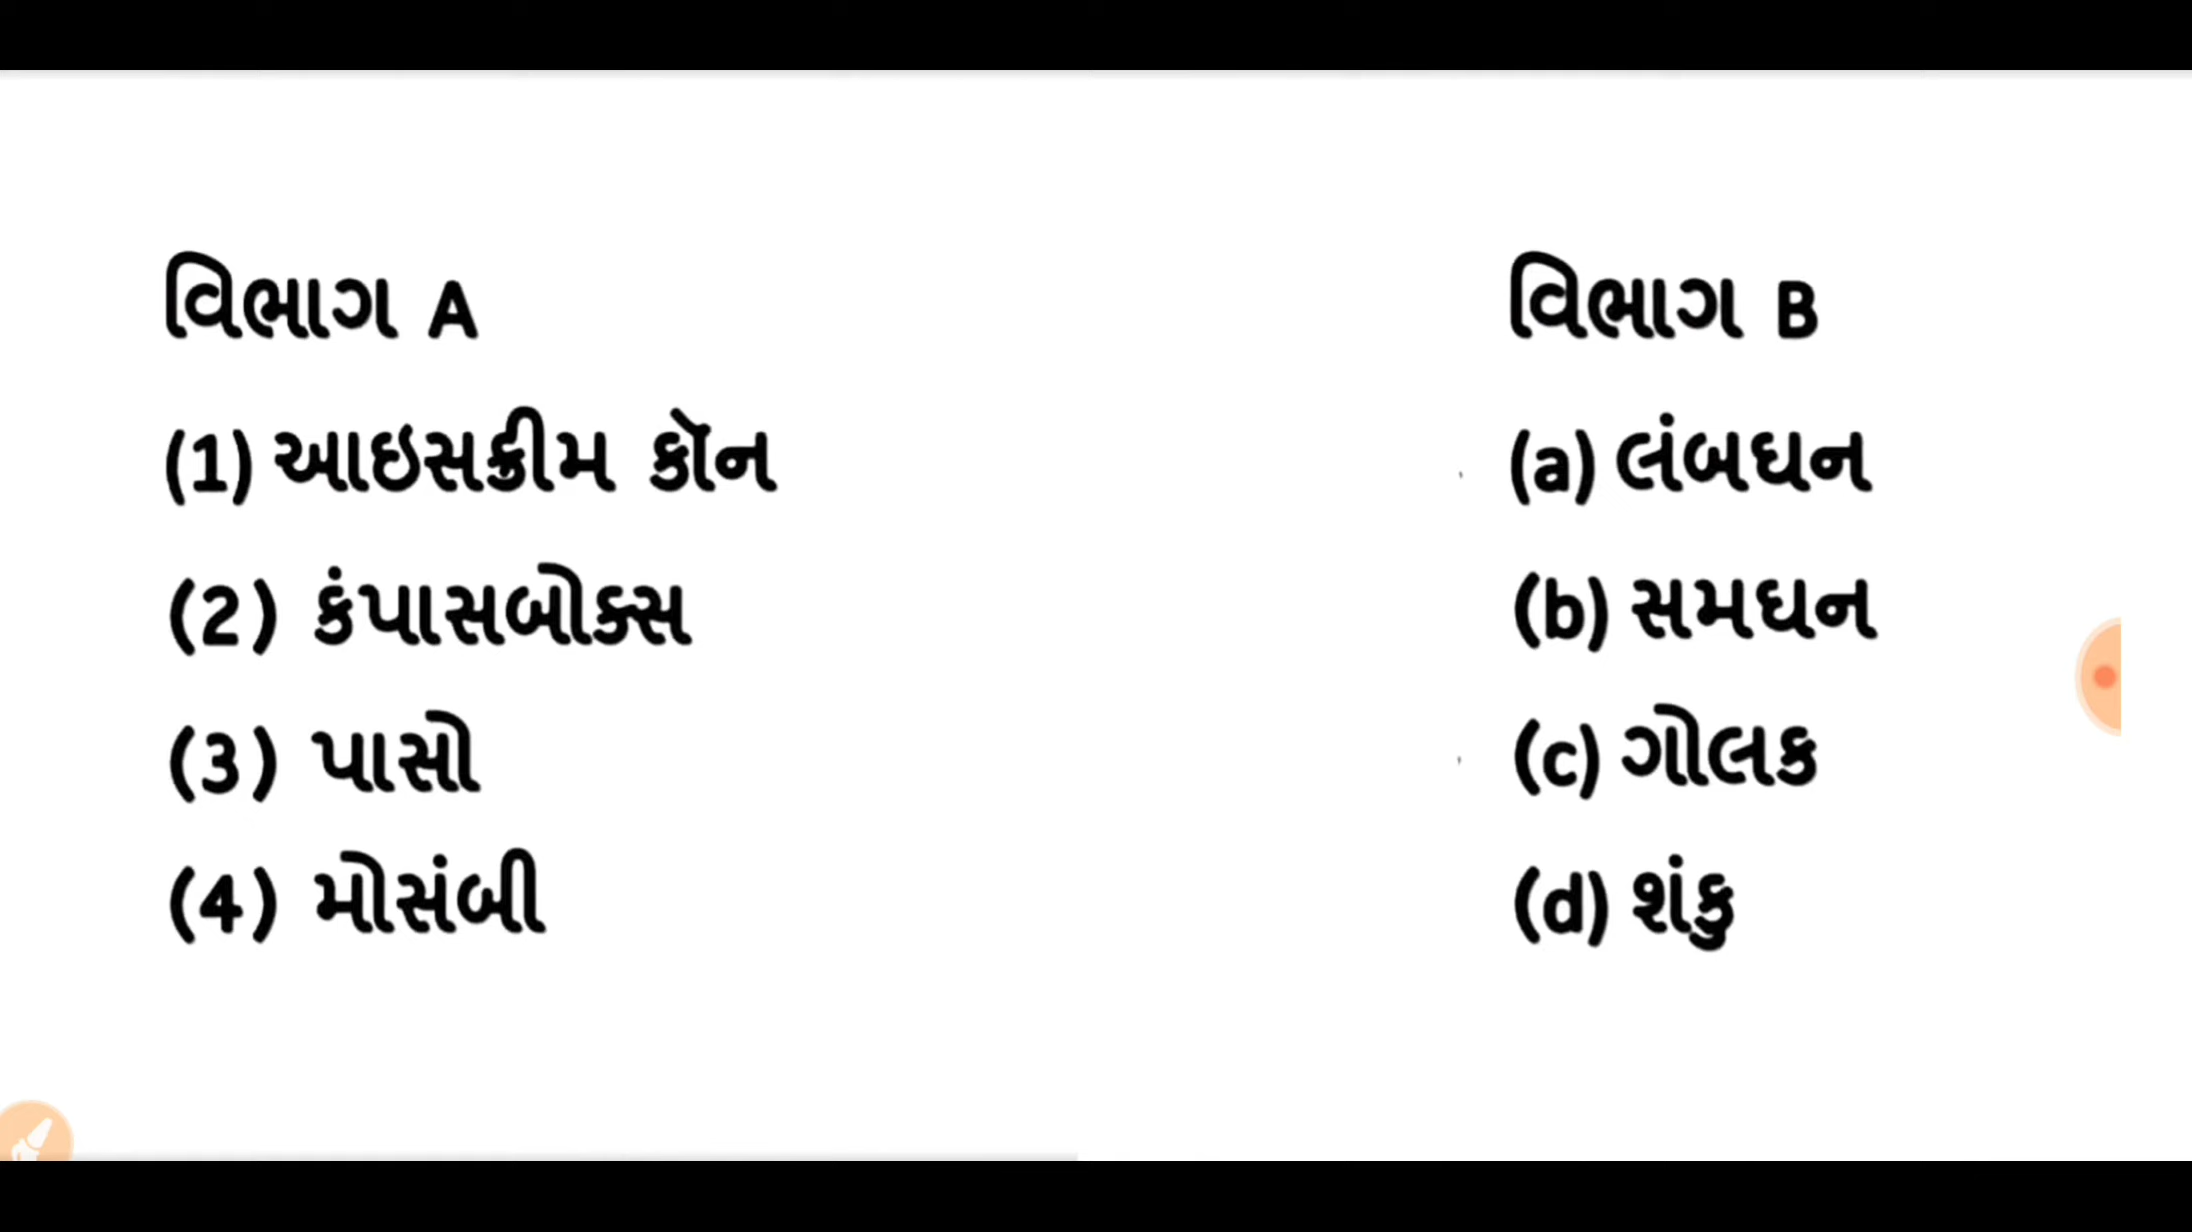 વિભાગ A
વિભાગ B
(1) આઇસક્રીમ કૉન
(a) લંબઘન
(2) કંપાસબોક્સ
(b) સમઘન
(3) પાસો
(c) ગોલક
(4) મોસંબી
(d) શંકુ